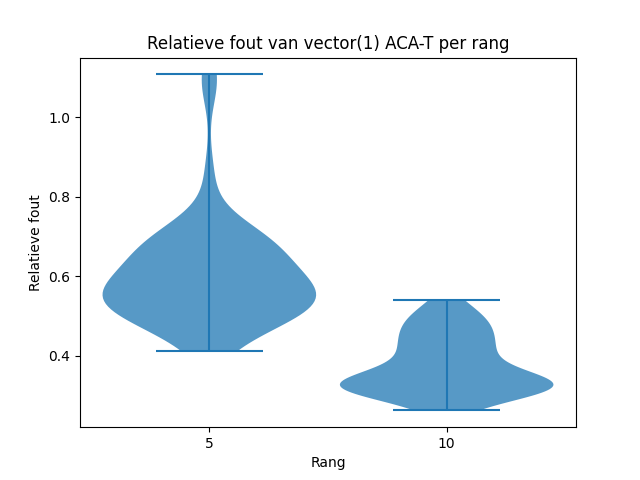 Relatieve fout van vector(1) ACA-T per rang
Relatieve fout
1.0
0.8
0.6
0.4
5
10
Rang